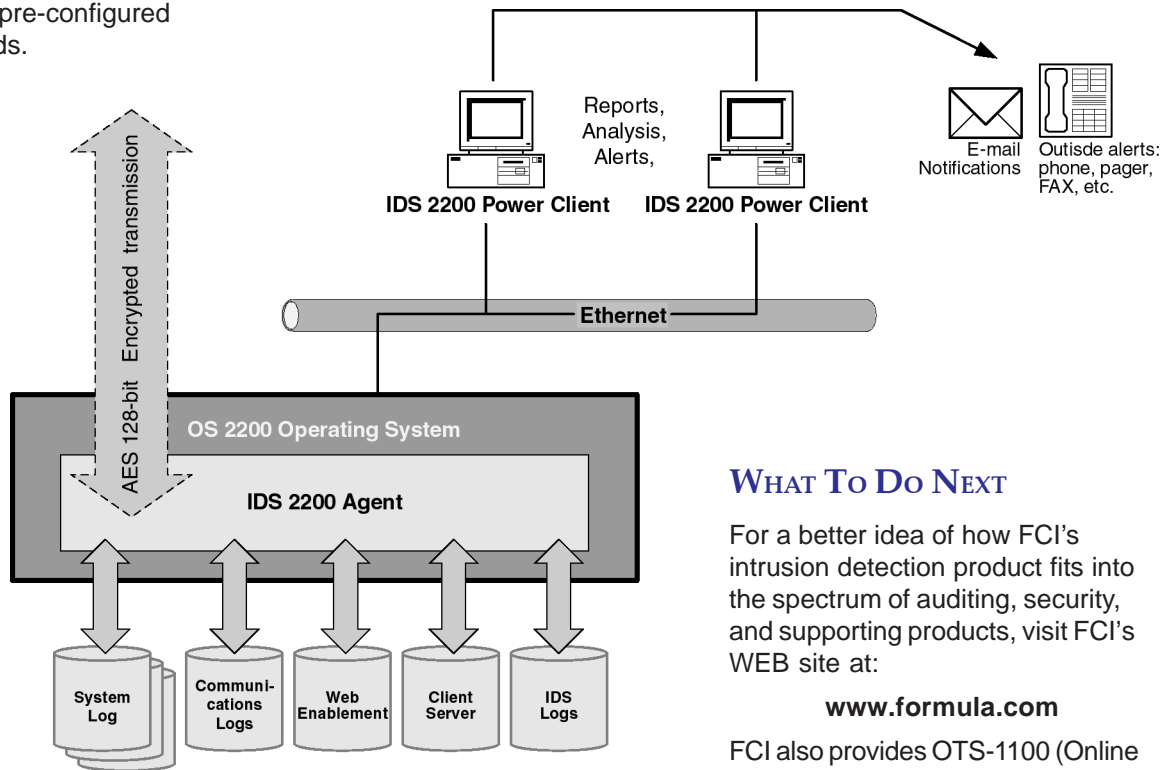 pre-configured
ds.
Reports,
Analysis,
Alerts,
E-mail
Notifications
Outisde alerts:
phone, pager,
FAX, etc.
IDS 2200 Power Client
IDS 2200 Power Client
AES 128-bit Encrypted transmission
Ethernet
OS 2200 Operating System
IDS 2200 Agent
System
Log
Communi-
cations
Logs
Web
Enablement
Client
Server
IDS
Logs
WHAT TO DO NEXT
For a better idea of how FCI's
intrusion detection product fits into
the spectrum of auditing, security,
and supporting products, visit FCI's
WEB site at:
www.formula.com
FCI also provides OTS-1100 (Online